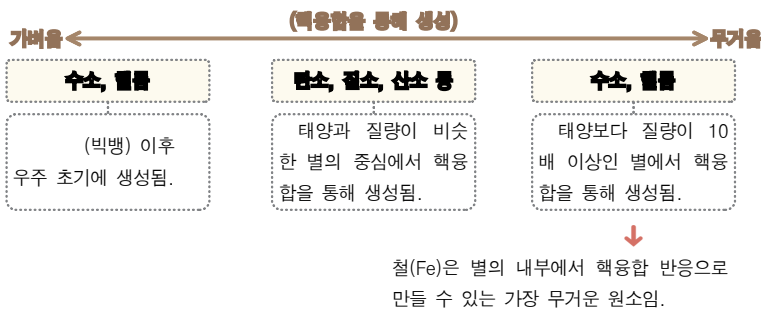 (핵융합을 통해 생성)
가벼움 무거움
수소, 헬륨
(빅뱅) 이후
우주 초기에 생성됨.
탄소, 질소, 산소 등
태양과 질량이 비슷
한 별의 중심에서 핵융
합을 통해 생성됨.
수소, 헬륨
태양보다 질량이 10
배 이상인 별에서 핵융
합을 통해 생성됨.
철(Fe)은 별의 내부에서 핵융합 반응으로
만들 수 있는 가장 무거운 원소임.